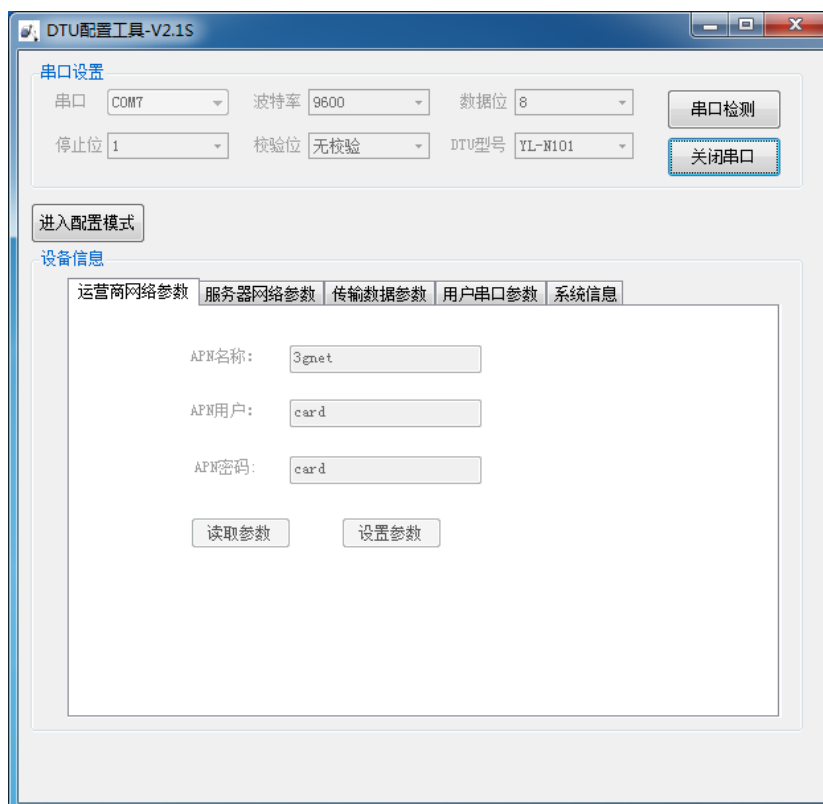 DTU配置工具-V2.1S
串口设置
串口 COM7 波特率 9600 数据位 8 串口检测
停止位 1 校验位 无校验 DTU型号 YL-N101 关闭串口
进入配置模式
设备信息
运营商网络参数 服务器网络参数 传输数据参数 用户串口参数 系统信息
APN名称: 3gnet
APN用户: card
APN密码: card
读取参数 设置参数